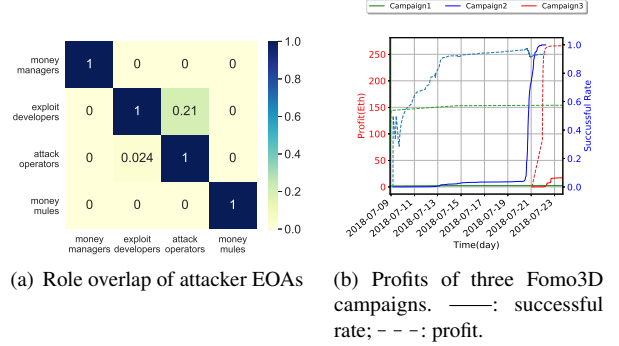 Campaign1 Campaign2 Campaign3
money managers
exploit developers
attack operators
money mules
1 0 0 0
0 1 0.21 0
0 0.024 1 0
0 0 0 1
money managers exploit developers attack operators money mules
1.0
0.8
0.6
0.4
0.2
0.0
Profit(Eth)
250
200
150
100
50
0
1.0
0.8
0.6
0.4
0.2
0.0
Successful Rate
2018-07-09
2018-07-11
2018-07-13
2018-07-15
2018-07-17
2018-07-19
2018-07-21
2018-07-23
Time(day)
(a) Role overlap of attacker EOAs
(b) Profits of three Fomo3D
campaigns. ——: successful
rate; - - -: profit.